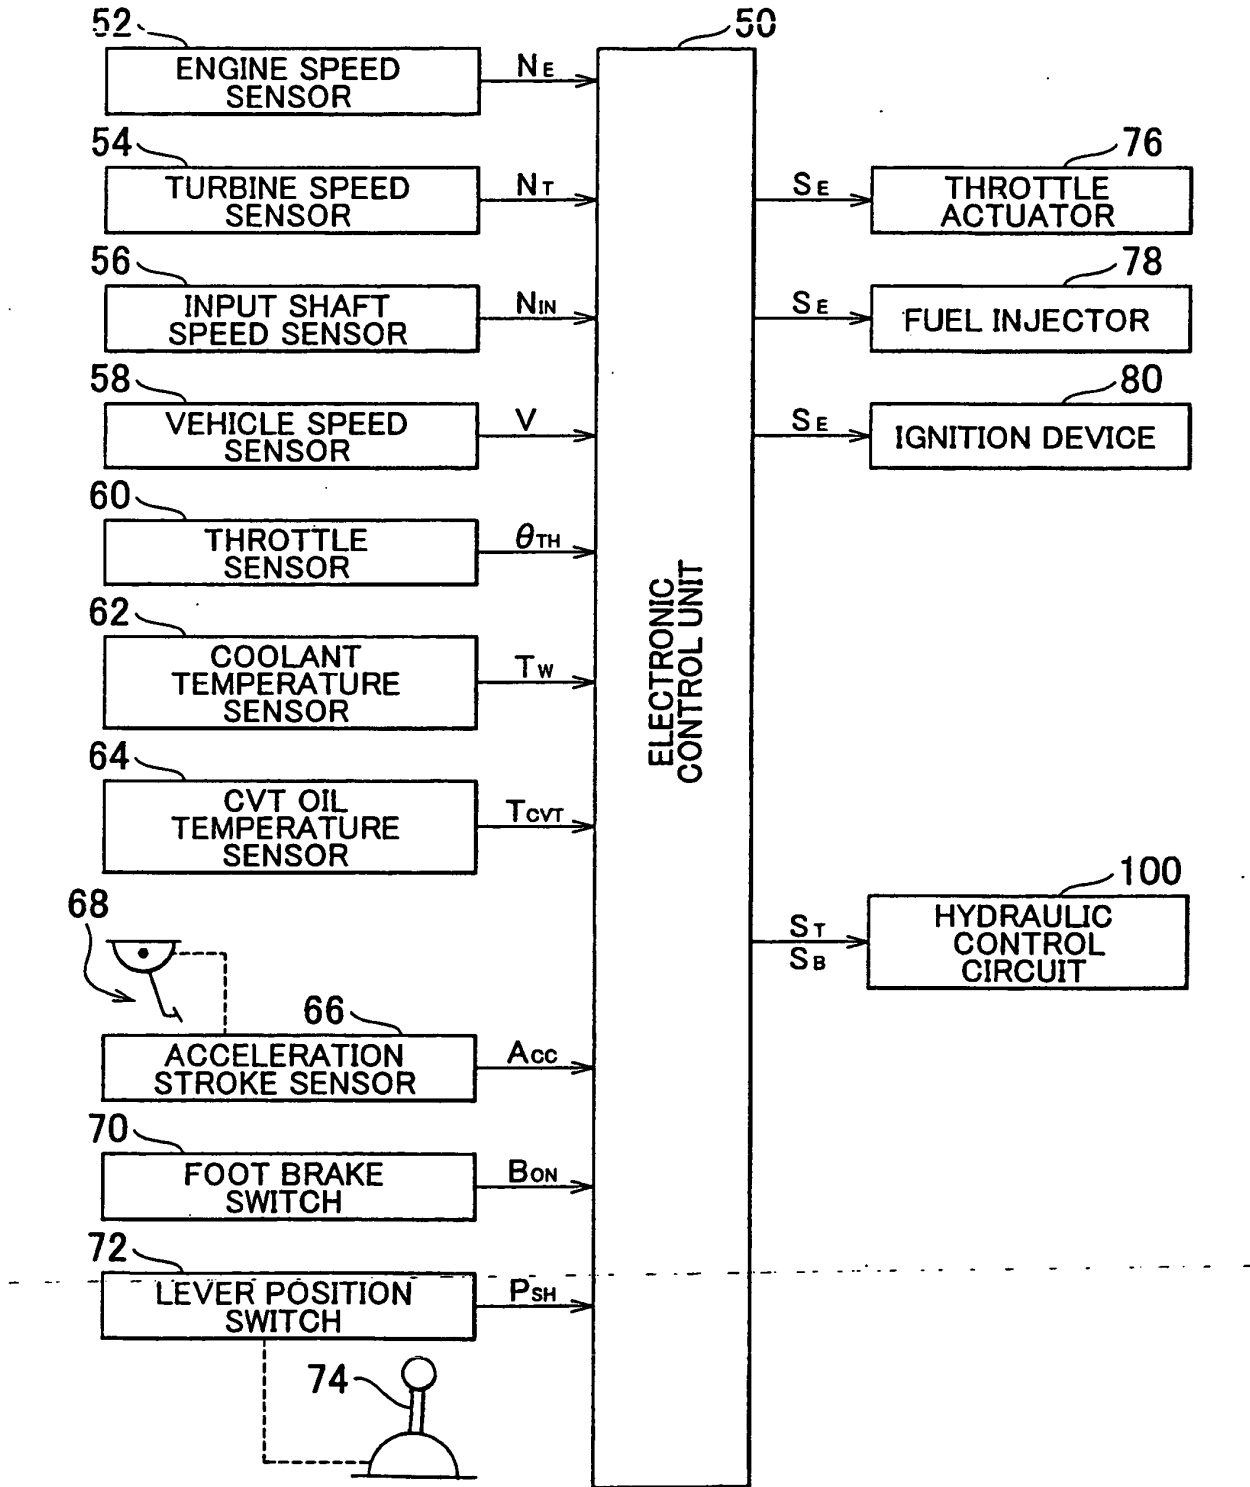 52
ENGINE SPEED
SENSOR
NE
50
54
TURBINE SPEED
SENSOR
NT
56
INPUT SHAFT
SPEED SENSOR
NIN
58
VEHICLE SPEED
SENSOR
V
60
THROTTLE
SENSOR
θTH
62
COOLANT
TEMPERATURE
SENSOR
TW
64
CVT OIL
TEMPERATURE
SENSOR
TCVT
68
66
ACCELERATION
STROKE SENSOR
ACC
70
FOOT BRAKE
SWITCH
BON
72
LEVER POSITION
SWITCH
PSH
74
ELECTRONIC
CONTROL UNIT
SE
76
THROTTLE
ACTUATOR
SE
78
FUEL INJECTOR
SE
80
IGNITION DEVICE
ST
SB
100
HYDRAULIC
CONTROL
CIRCUIT